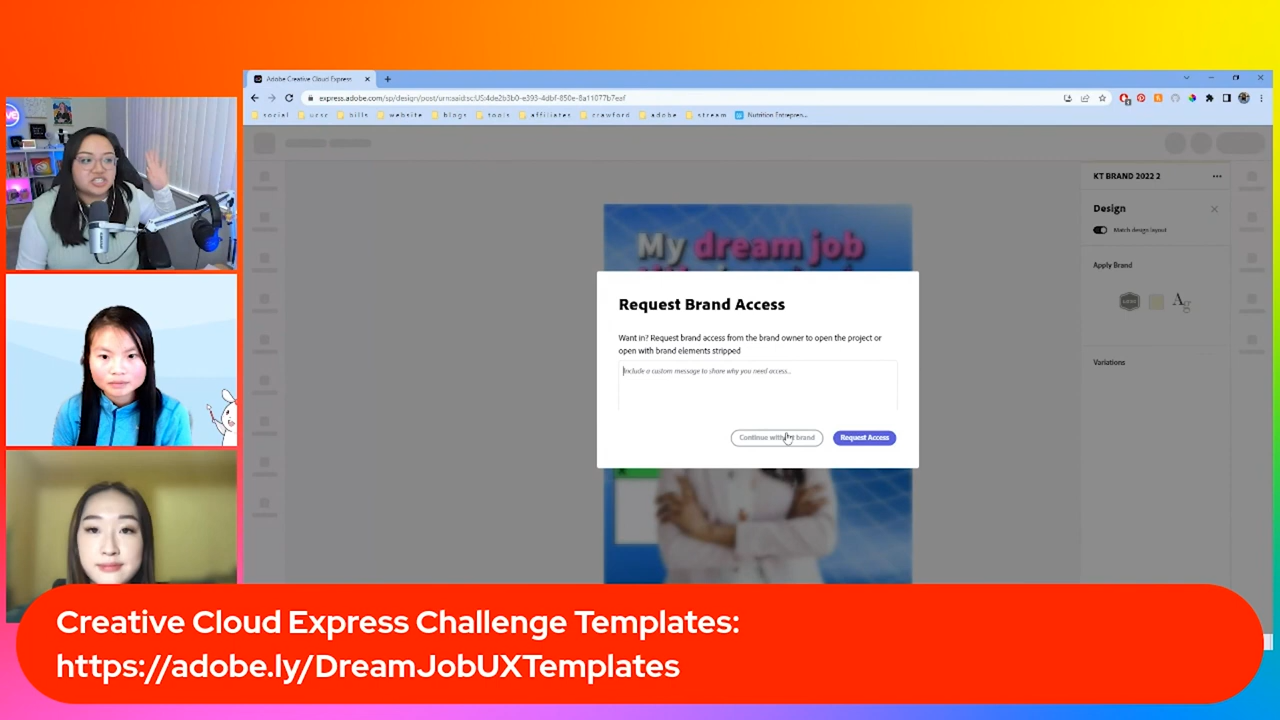 Adobe Creative Cloud Express
express.adobe.com/sp/design/post/urn:aaid:sc:US:4de2b3b0-e393-4dbf-850e-8a11077b7eaf
social ucsc bills website blogs tools affiliates crawford adobe stream Nutrition Entrepren...
KT BRAND 2022 2
Design
Match design layout
Apply Brand
Variations
My dream job
Request Brand Access
Want in? Request brand access from the brand owner to open the project or
open with brand elements stripped
Include a custom message to share why you need access..
Continue without brand
Request Access
Creative Cloud Express Challenge Templates:
https://adobe.ly/DreamJobUXTemplates